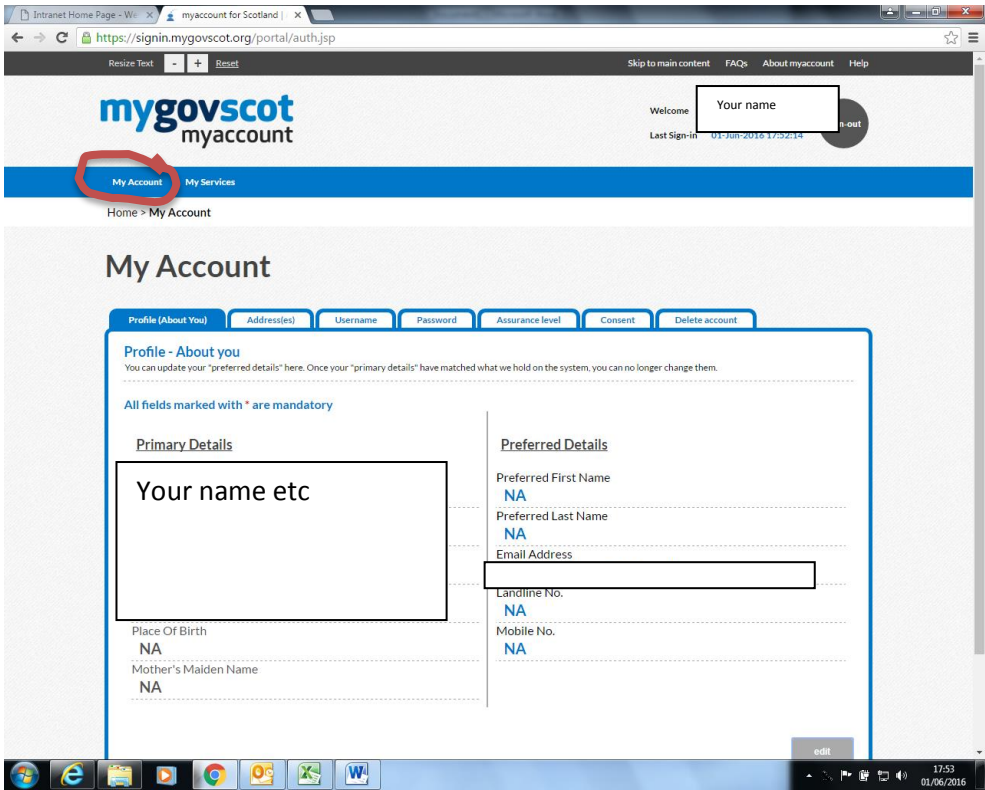 Intranet Home Page - We
myaccount for Scotland |
https://signin.mygovscot.org/portal/auth.jsp
Resize Text - + Reset
Skip to main content FAQs About myaccount Help
mygovscot
myaccount
Welcome Your name
n-out
Last Sign-in 01-Jun-2016 17:52:14
My Account My Services
Home > My Account
My Account
Profile (About You) Address(es) Username Password Assurance level Consent Delete account
Profile - About you
You can update your "preferred details" here. Once your "primary details" have matched what we hold on the system, you can no longer change them.
All fields marked with * are mandatory
Primary Details
Your name etc
Place Of Birth
NA
Mother's Maiden Name
NA
Preferred Details
Preferred First Name
NA
Preferred Last Name
NA
Email Address
Landline No.
NA
Mobile No.
NA
edit
17:53
01/06/2016